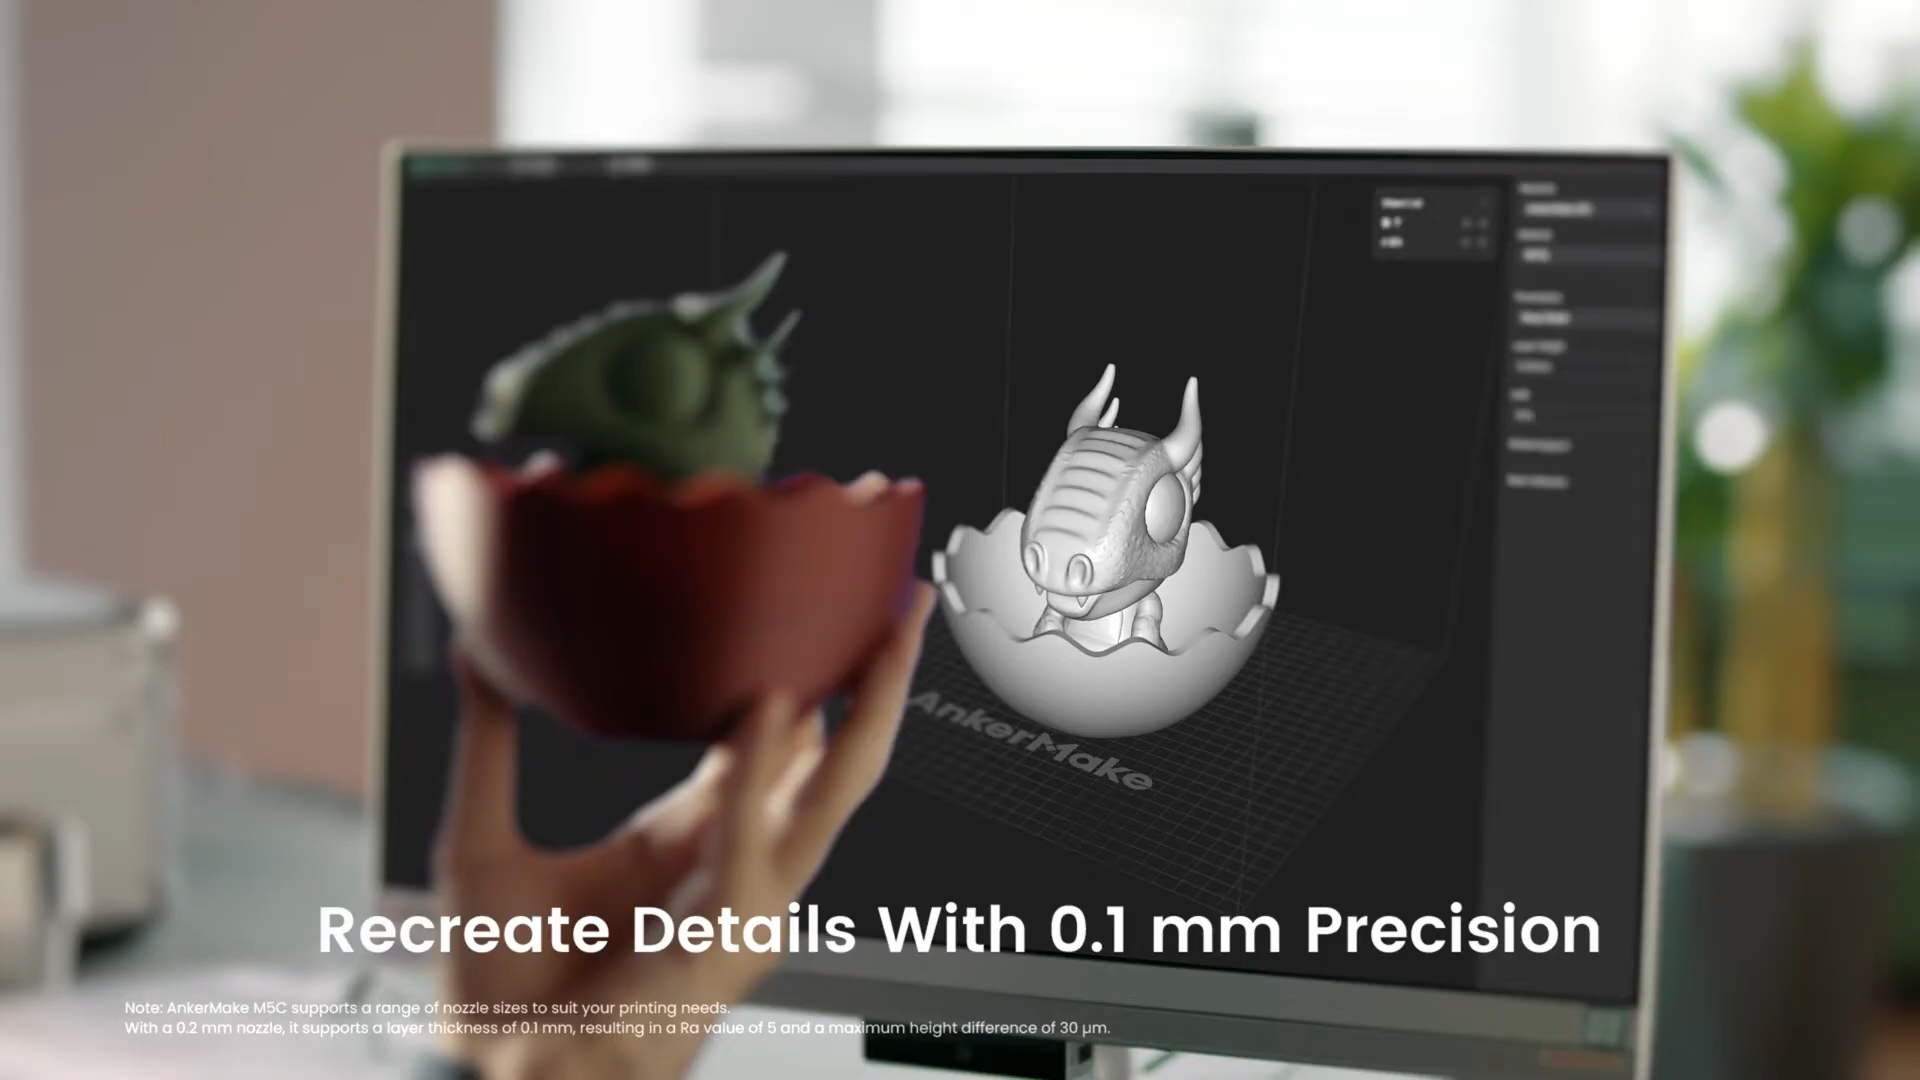 AnkerMake
Recreate Details With 0.1 mm Precision
Note: AnkerMake M5C supports a range of nozzle sizes to suit your printing needs.
With a 0.2 mm nozzle, it supports a layer thickness of 0.1 mm, resulting in a Ra value of 5 and a maximum height difference of 30 μm.